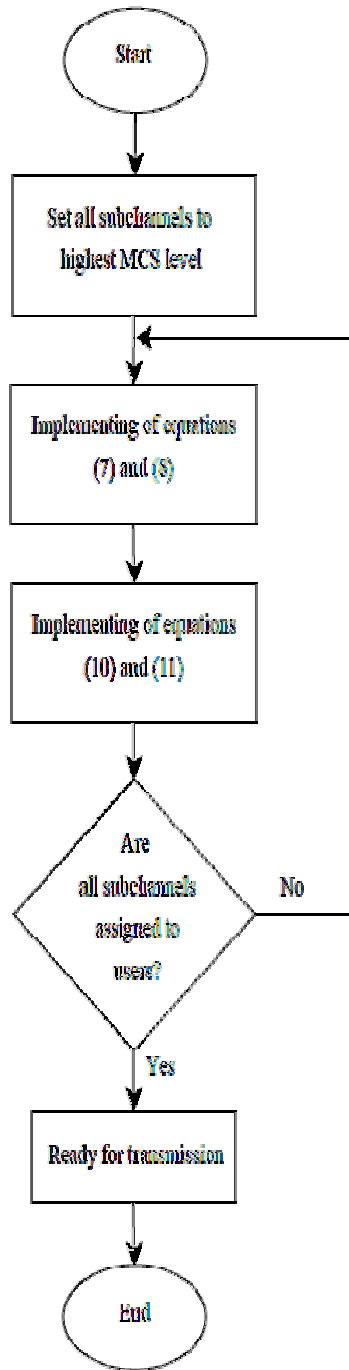 Start
Set all subchannels to
highest MCS level
Implementing of equations
(7) and (8)
Implementing of equations
(10) and (11)
Are
all subchannels
assigned to
users?
No
Yes
Ready for transmission
End